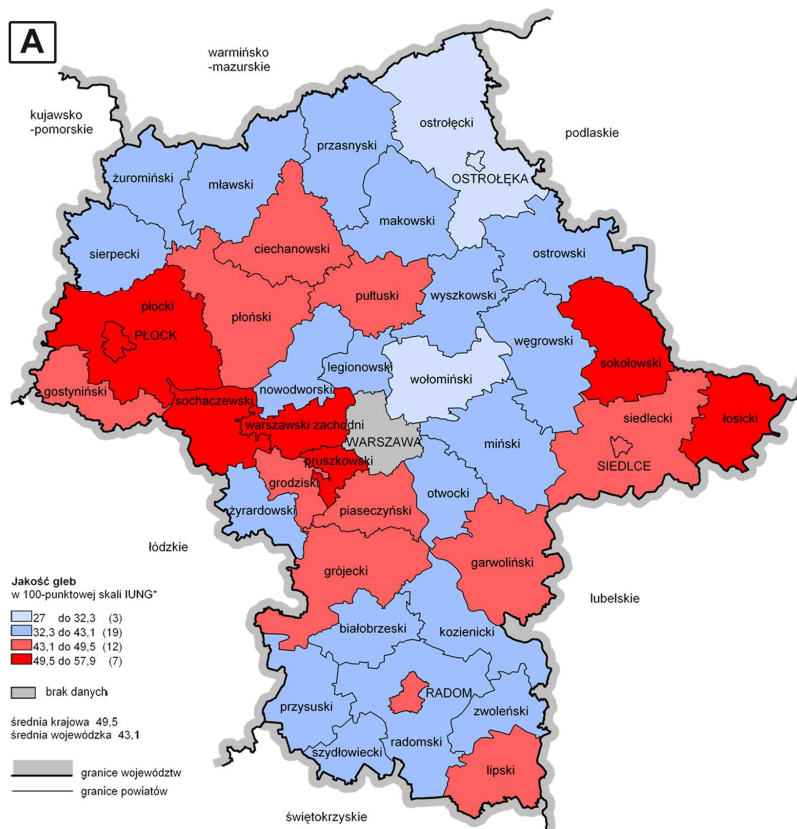 A
warmińsko
-mazurskie
kujawsko
-pomorskie
podlaskie
ostrołęcki
przasnyski
OSTROŁĘKA
żuromiński
mławski
makowski
sierpecki
ciechanowski
ostrowski
płocki
pułtuski
wyszkowski
PŁOCK
płoński
węgrowski
sokołowski
legionowski
wołomiński
gostyniński
nowodworski
sochaczewski
siedlecki
łosicki
warszawski zachodni
WARSZAWA
miński
pruszkowski
SIEDLCE
grodziski
otwocki
żyrardowski
piaseczyński
łódzkie
garwoliński
grójecki
lubelskie
Jakość gleb
w 100-punktowej skali IUNG*
27 do 32,3 (3)
32,3 do 43,1 (19)
43,1 do 49,5 (12)
49,5 do 57,9 (7)
białobrzeski
kozienicki
brak danych
RADOM
przysuski
zwoleński
średnia krajowa 49,5
średnia wojewódzka 43,1
radomski
szydłowiecki
granice województw
lipski
granice powiatów
świętokrzyskie